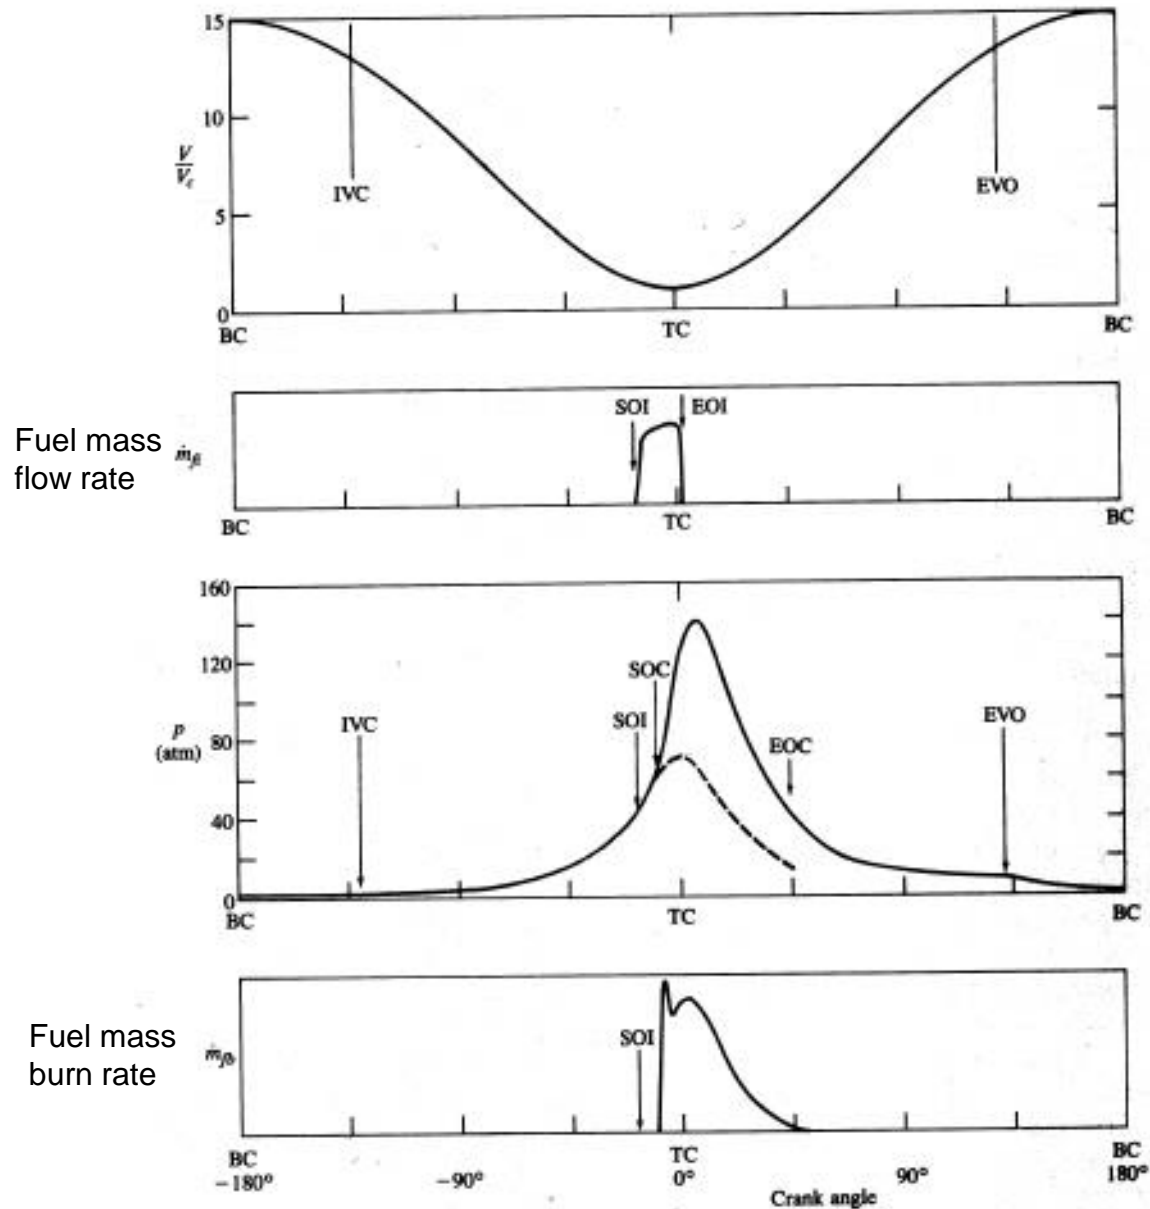 15
10
V
V_c
IVC
EVO
5
0
BC
TC
BC
Fuel mass
flow rate
ṁ_fi
SOI
EOI
BC
TC
BC
160
120
SOC
IVC
SOI
EVO
p
(atm)
80
EOC
40
0
BC
TC
BC
Fuel mass
burn rate
ṁ_fb
SOI
BC
TC
BC
−180°
−90°
0°
90°
180°
Crank angle